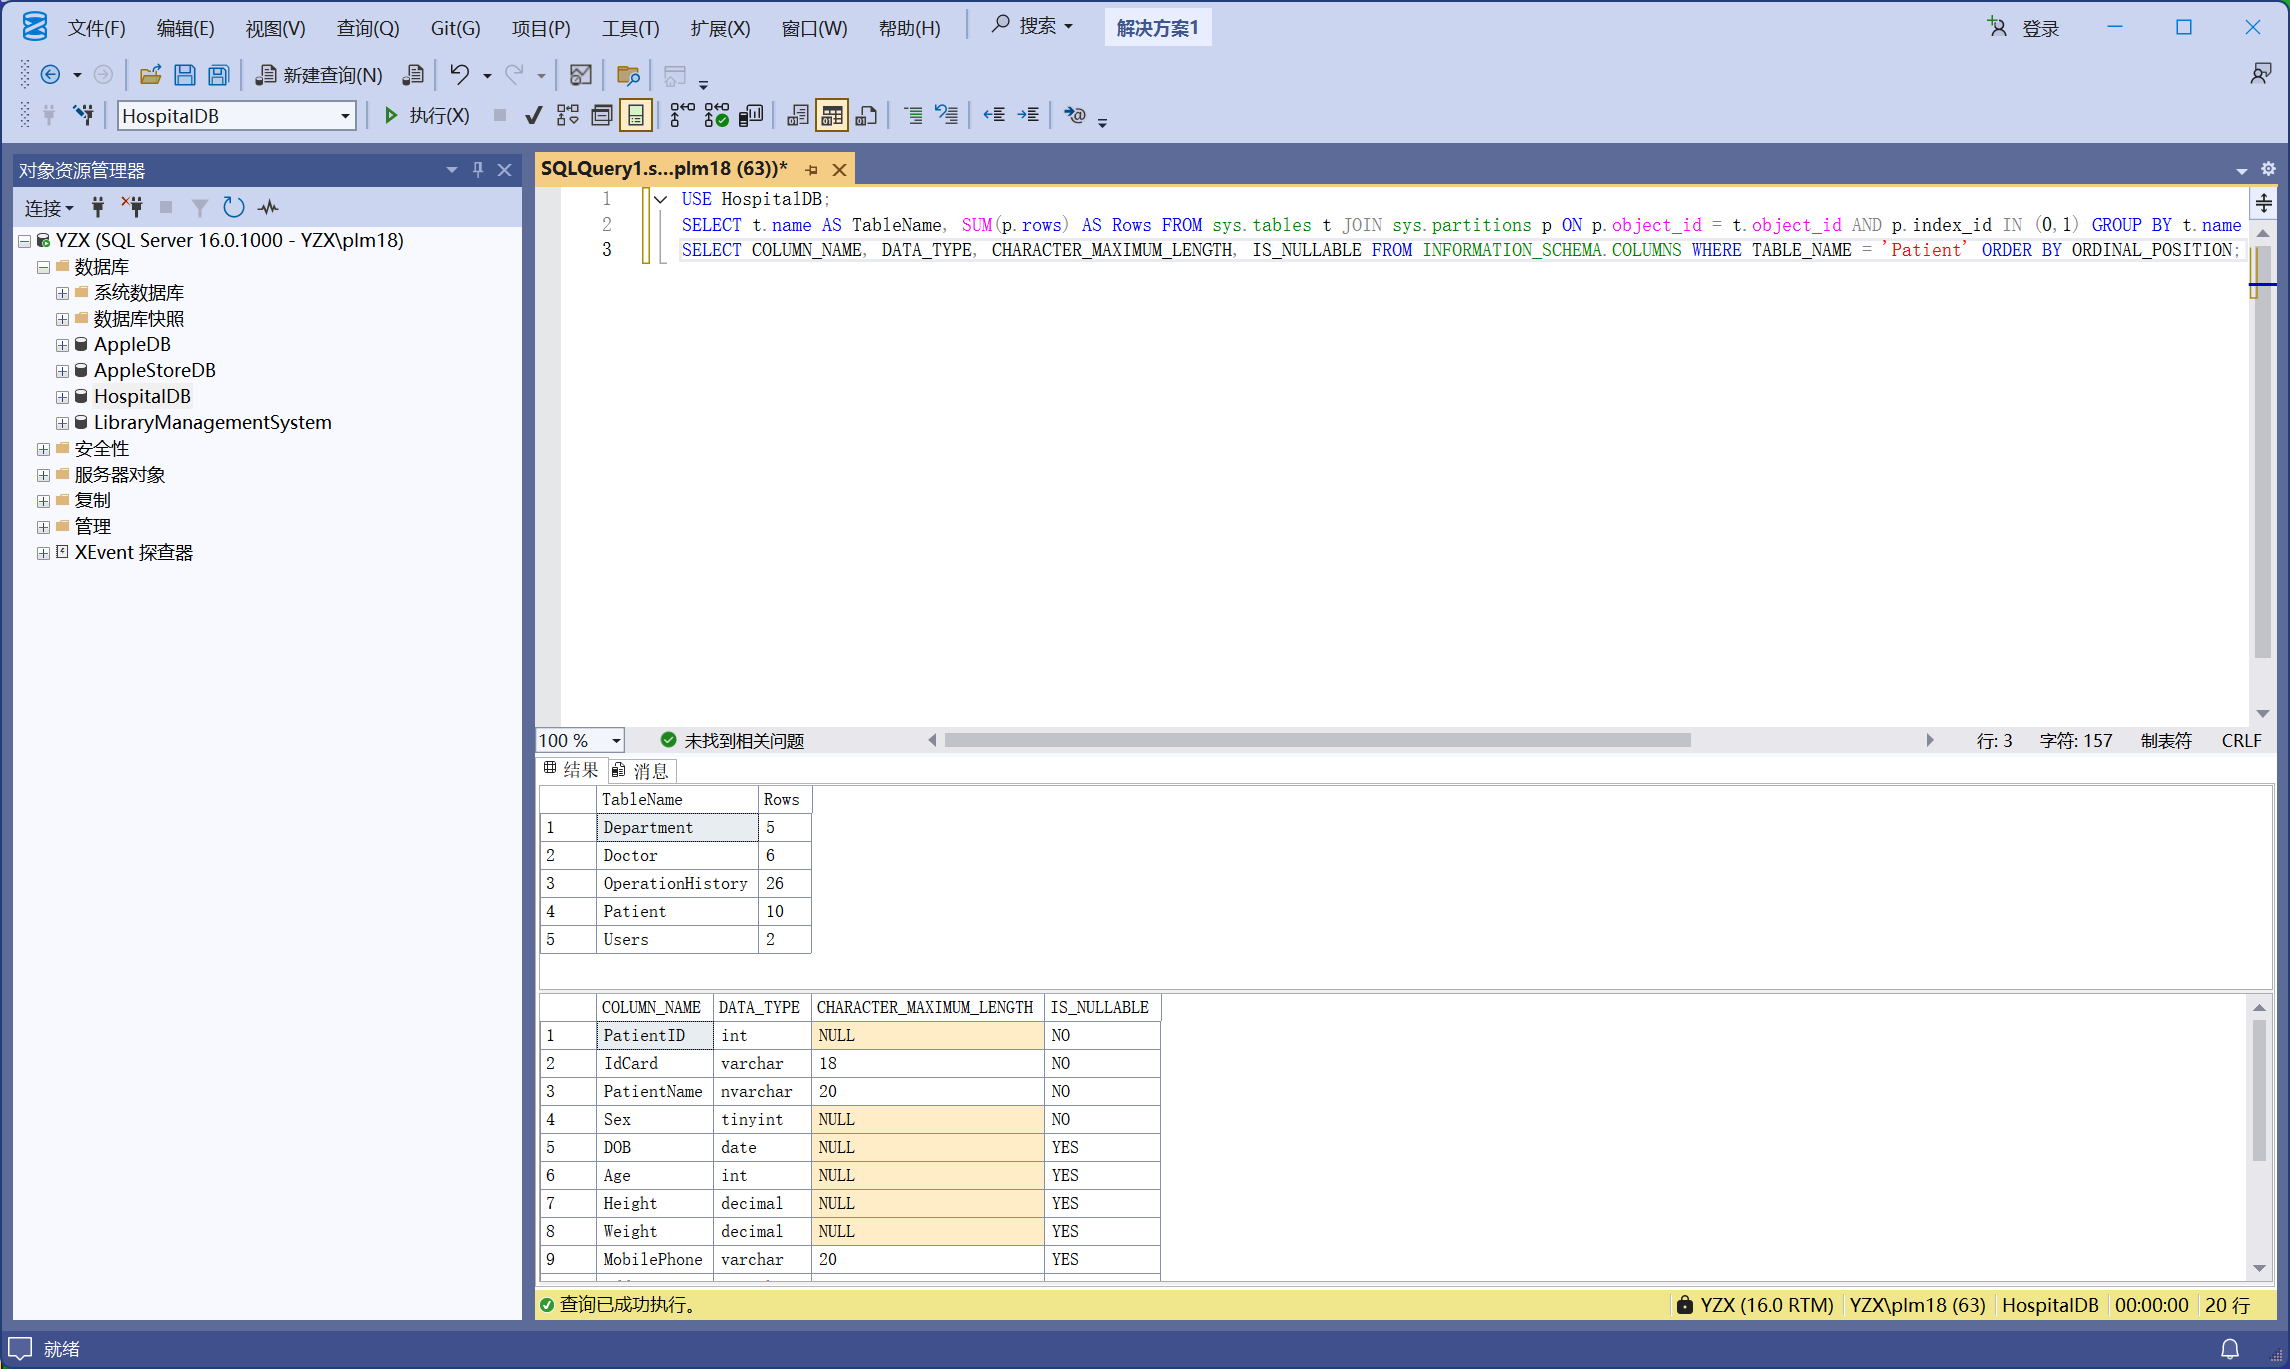 文件(F) 编辑(E) 视图(V) 查询(Q) Git(G) 项目(P) 工具(T) 扩展(X) 窗口(W) 帮助(H) 搜索 解决方案1 登录
新建查询(N)
HospitalDB 执行(X)
对象资源管理器
连接
YZX (SQL Server 16.0.1000 - YZX\plm18)
数据库
系统数据库
数据库快照
AppleDB
AppleStoreDB
HospitalDB
LibraryManagementSystem
安全性
服务器对象
复制
管理
XEvent 探查器
SQLQuery1.s...plm18 (63))*
1 USE HospitalDB;
2 SELECT t.name AS TableName, SUM(p.rows) AS Rows FROM sys.tables t JOIN sys.partitions p ON p.object_id = t.object_id AND p.index_id IN (0,1) GROUP BY t.name
3 SELECT COLUMN_NAME, DATA_TYPE, CHARACTER_MAXIMUM_LENGTH, IS_NULLABLE FROM INFORMATION_SCHEMA.COLUMNS WHERE TABLE_NAME = 'Patient' ORDER BY ORDINAL_POSITION;
100 % 未找到相关问题 行: 3 字符: 157 制表符 CRLF
结果 消息
TableName Rows
1 Department 5
2 Doctor 6
3 OperationHistory 26
4 Patient 10
5 Users 2
COLUMN_NAME DATA_TYPE CHARACTER_MAXIMUM_LENGTH IS_NULLABLE
1 PatientID int NULL NO
2 IdCard varchar 18 NO
3 PatientName nvarchar 20 NO
4 Sex tinyint NULL NO
5 DOB date NULL YES
6 Age int NULL YES
7 Height decimal NULL YES
8 Weight decimal NULL YES
9 MobilePhone varchar 20 YES
查询已成功执行。 YZX (16.0 RTM) YZX\plm18 (63) HospitalDB 00:00:00 20 行
就绪